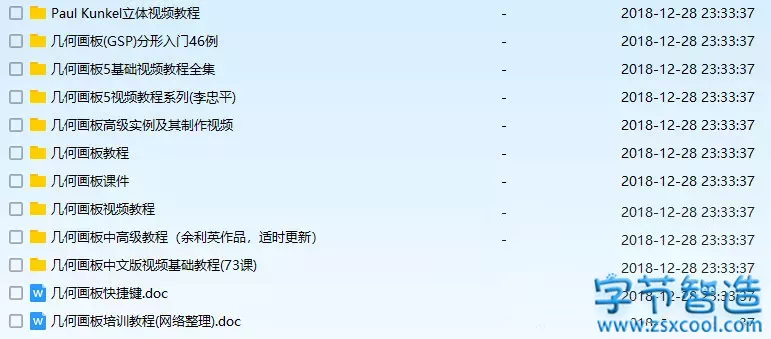 Paul Kunkel立体视频教程 - 2018-12-28 23:33:37
几何画板(GSP)分形入门46例 - 2018-12-28 23:33:37
几何画板5基础视频教程全集 - 2018-12-28 23:33:37
几何画板5视频教程系列(李忠平) - 2018-12-28 23:33:37
几何画板高级实例及其制作视频 - 2018-12-28 23:33:37
几何画板教程 - 2018-12-28 23:33:37
几何画板课件 - 2018-12-28 23:33:37
几何画板视频教程 - 2018-12-28 23:33:37
几何画板中高级教程（余利英作品，适时更新） - 2018-12-28 23:33:37
几何画板中文版视频基础教程(73课) 2018-12-28 23:33:37
几何画板快捷键.doc 2018-12-28 23:33:37
几何画板培训教程(网络整理).doc
字节智造
www.zsxcool.com